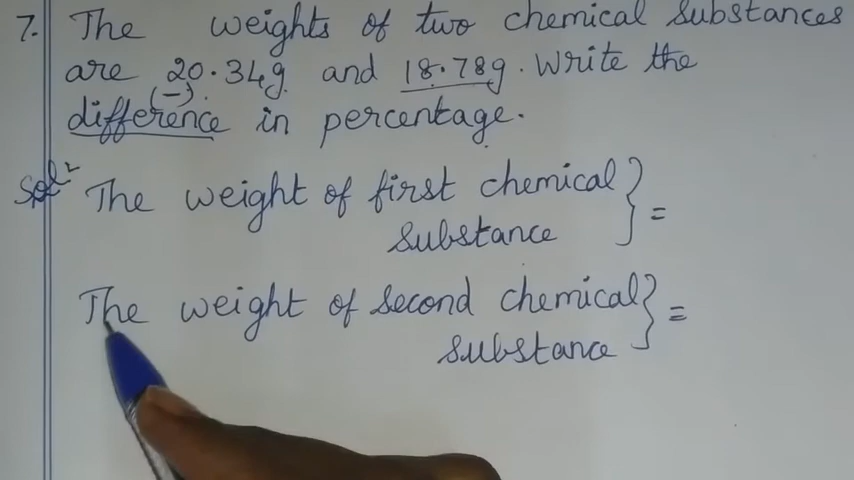 7. The weights of two chemical substances
are 20.34g and 18.78g. Write the
(-)
difference in percentage.
Sol: The weight of first chemical } =
substance
The weight of second chemical } =
substance